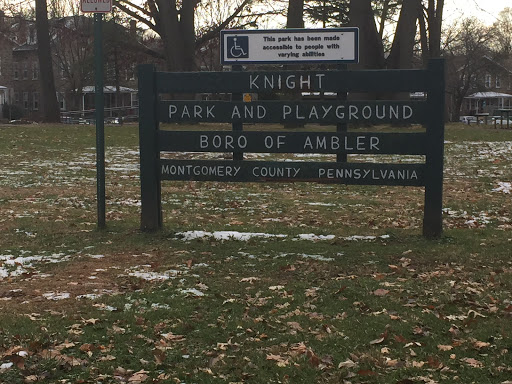 ALLOWED
This park has been made
accessible to people with
varying abilities
KNIGHT
PARK AND PLAYGROUND
BORO OF AMBLER
MONTGOMERY COUNTY PENNSYLVANIA